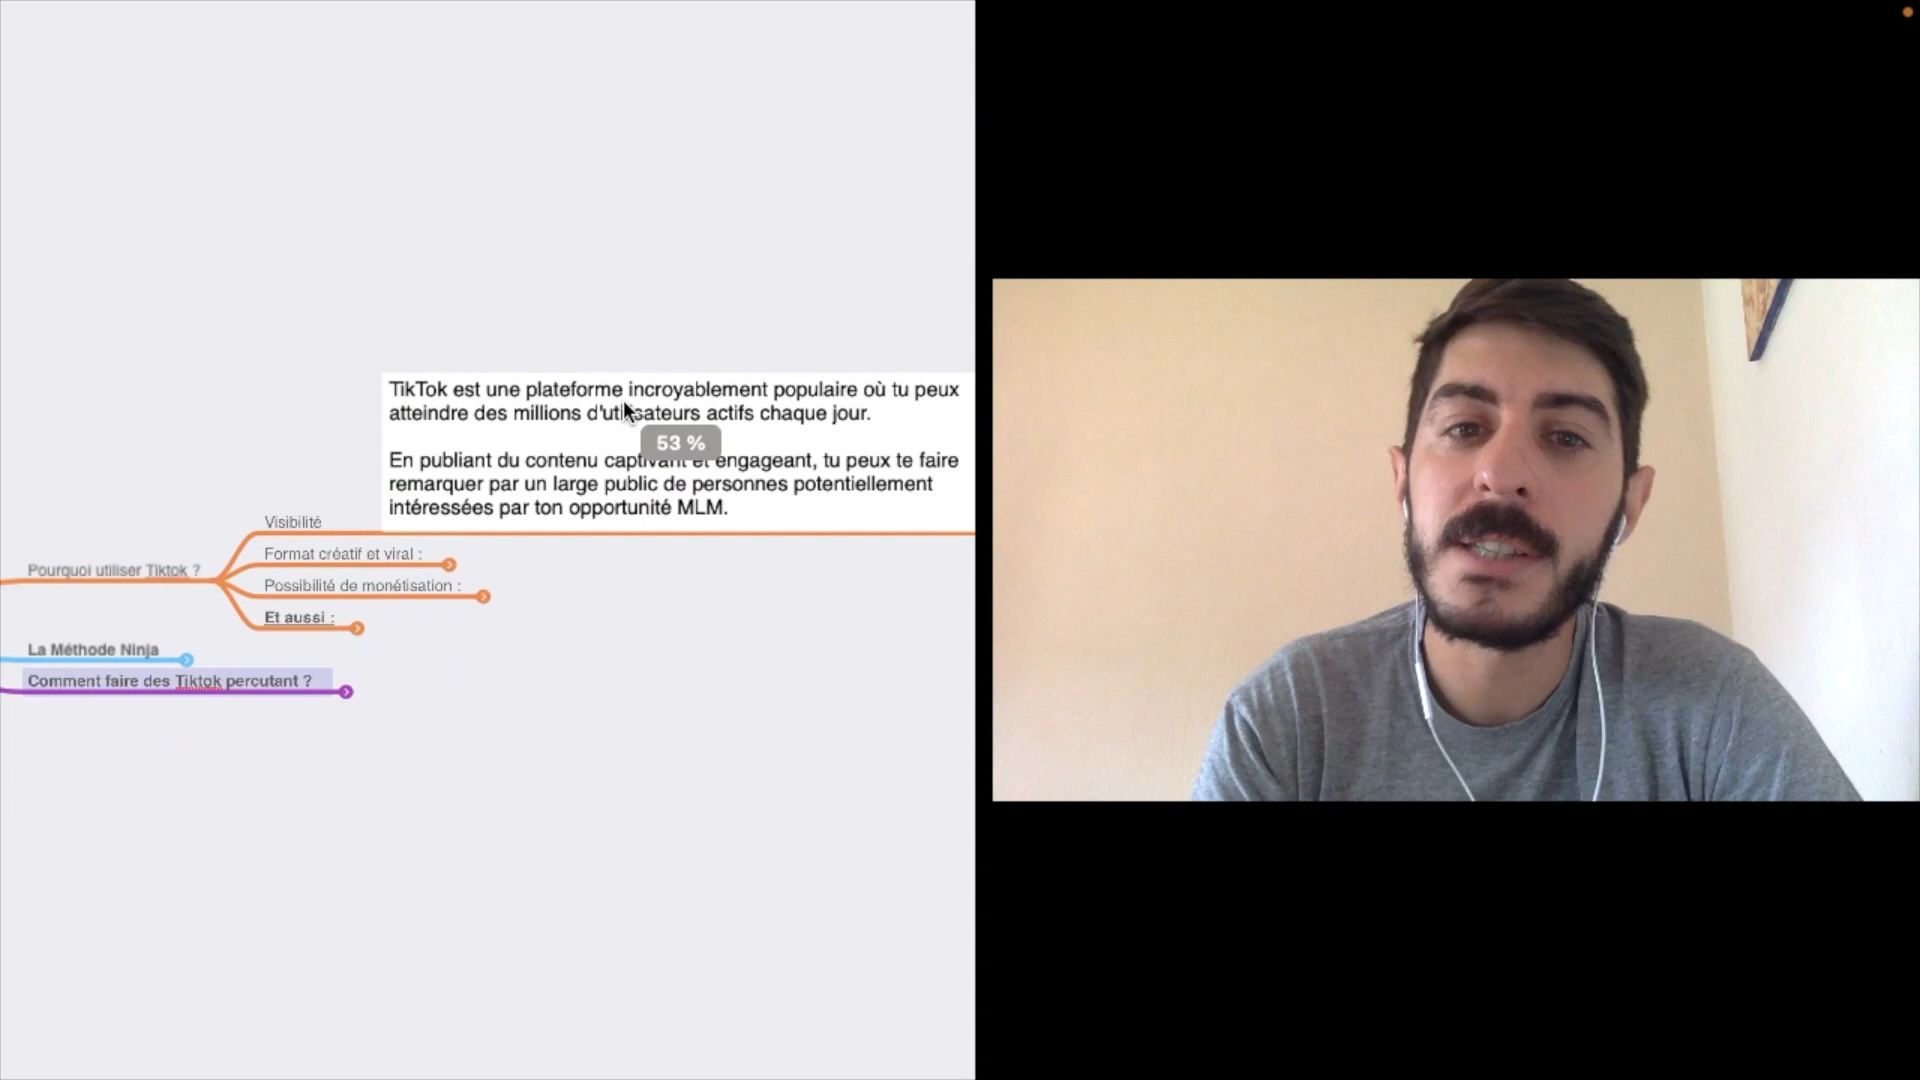 TikTok est une plateforme incroyablement populaire où tu peux
atteindre des millions d'utilisateurs actifs chaque jour.
53 %
En publiant du contenu captivant et engageant, tu peux te faire
remarquer par un large public de personnes potentiellement
intéressées par ton opportunité MLM.
Visibilité
Format créatif et viral :
Pourquoi utiliser Tiktok ?
Possibilité de monétisation :
Et aussi :
La Méthode Ninja
Comment faire des Tiktok percutant ?